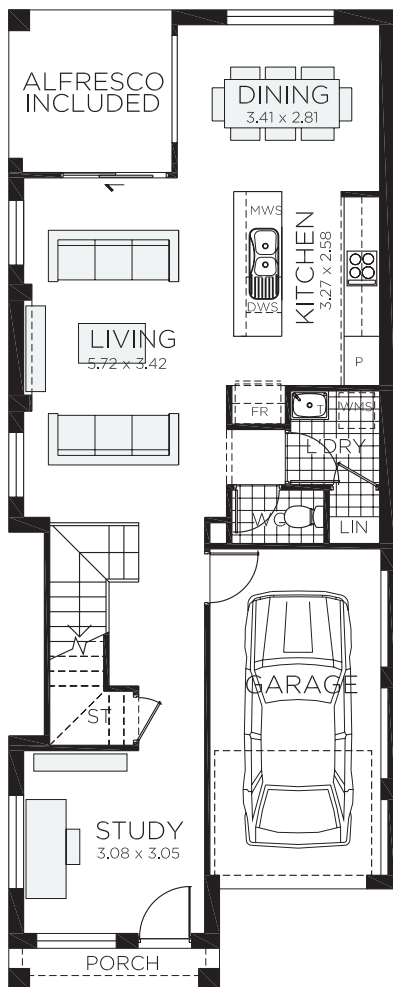 ALFRESCO
INCLUDED
DINING
3.41 x 2.81
MWS
KITCHEN
3.27 x 2.58
DWS
LIVING
5.72 x 3.42
P
FR
T
WMS
L'DRY
WC
LIN
GARAGE
ST
STUDY
3.08 x 3.05
PORCH